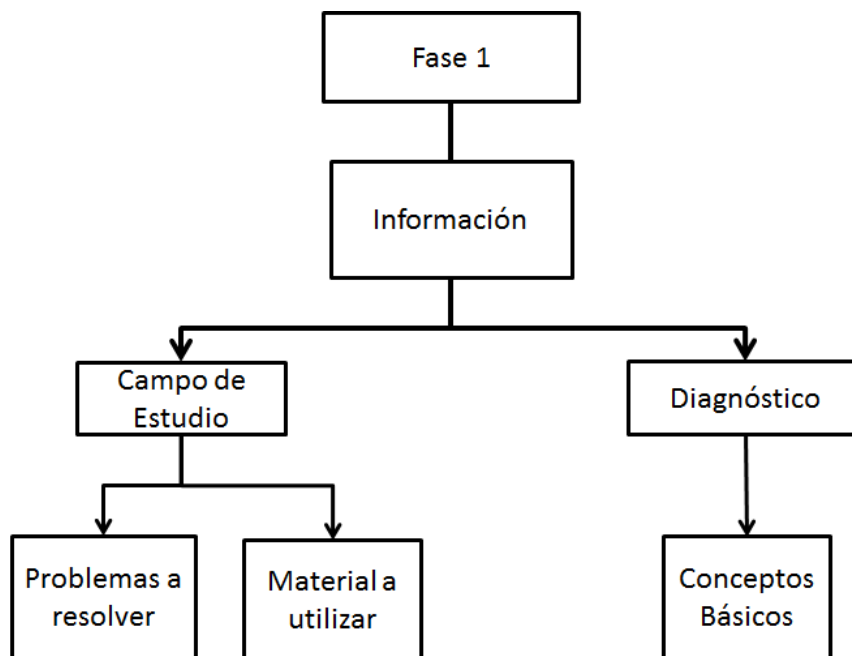 Fase 1
Información
Campo de
Estudio
Diagnóstico
Problemas a
resolver
Material a
utilizar
Conceptos
Básicos